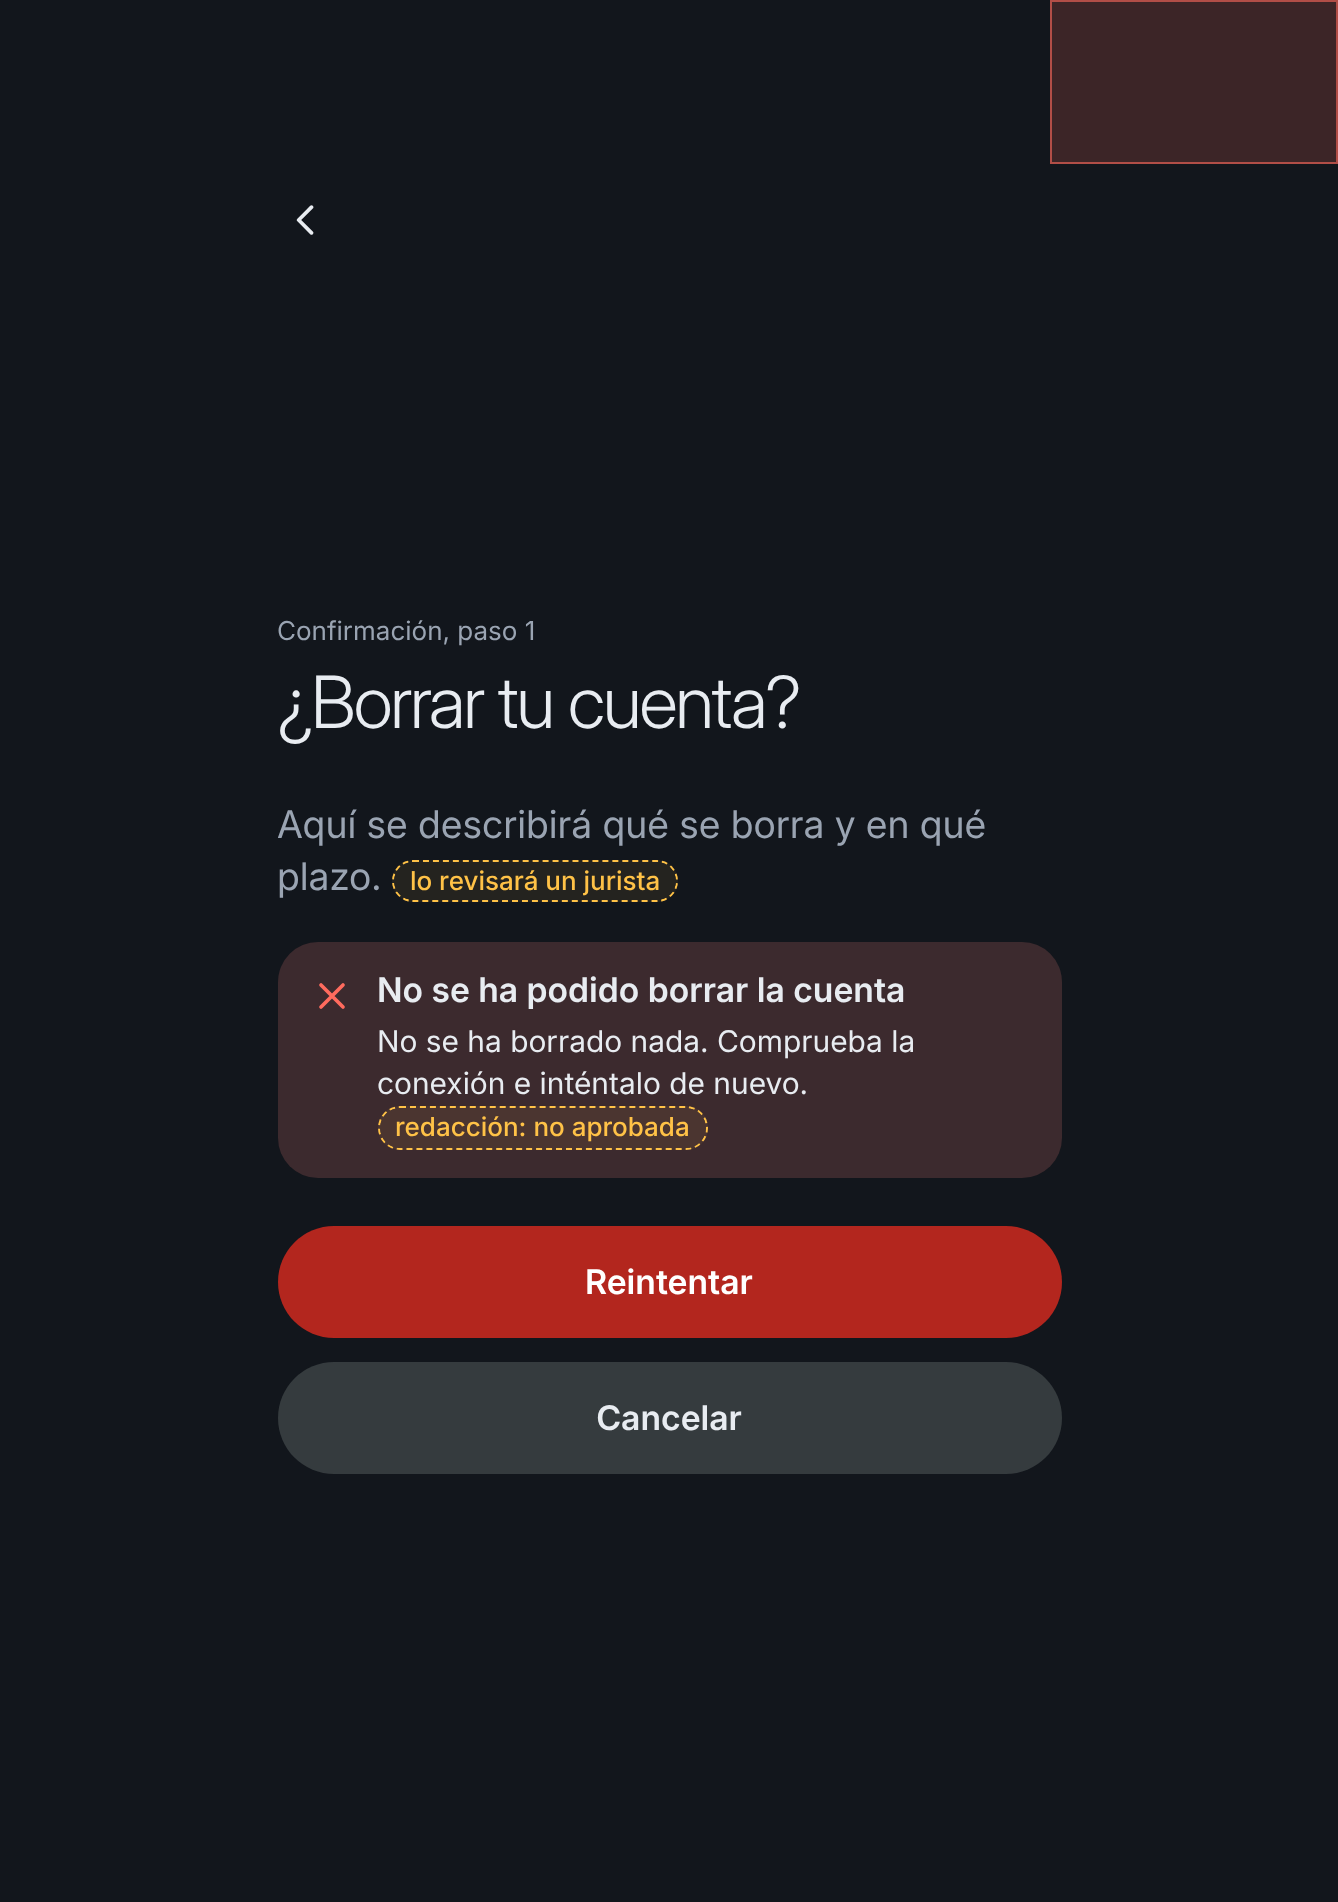 Confirmación, paso 1
¿Borrar tu cuenta?
Aquí se describirá qué se borra y en qué
plazo. lo revisará un jurista
No se ha podido borrar la cuenta
No se ha borrado nada. Comprueba la
conexión e inténtalo de nuevo.
redacción: no aprobada
Reintentar
Cancelar